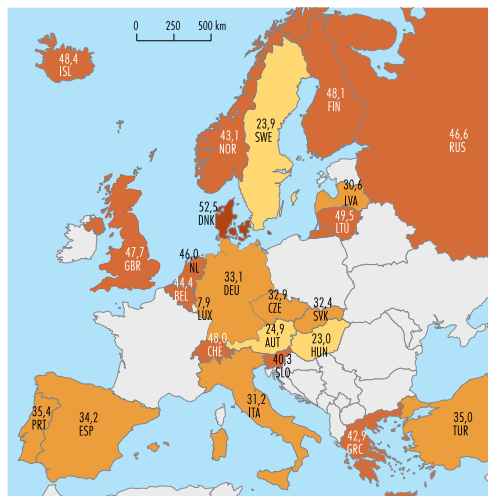 0 250 500 km
48,4
ISL
48,1
FIN
43,1
NOR
23,9
SWE
46,6
RUS
30,6
LVA
49,5
LTU
52,5
DNK
47,7
GBR
46,0
NL
44,4
BEL
33,1
DEU
7,9
LUX
32,9
CZE
32,4
SVK
24,9
AUT
23,0
HUN
48,0
CHE
40,3
SLO
31,2
ITA
35,4
PRT
34,2
ESP
42,9
GRC
35,0
TUR